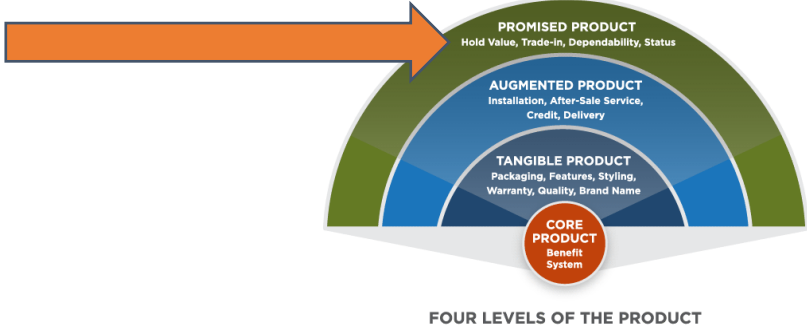 PROMISED PRODUCT
Hold Value, Trade-in, Dependability, Status
AUGMENTED PRODUCT
Installation, After-Sale Service,
Credit, Delivery
TANGIBLE PRODUCT
Packaging, Features, Styling,
Warranty, Quality, Brand Name
CORE
PRODUCT
Benefit
System
FOUR LEVELS OF THE PRODUCT